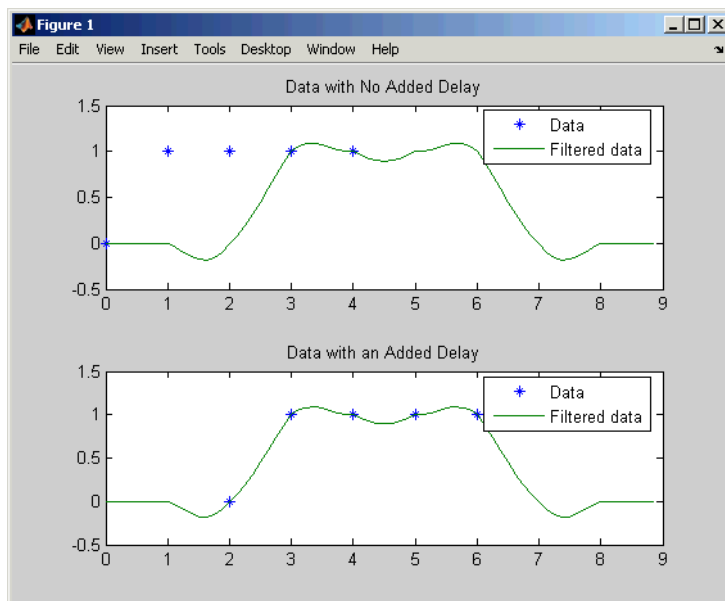 Figure 1
File Edit View Insert Tools Desktop Window Help
Data with No Added Delay
1.5
1
0.5
0
-0.5
0 1 2 3 4 5 6 7 8 9
Data
Filtered data
Data with an Added Delay
1.5
1
0.5
0
-0.5
0 1 2 3 4 5 6 7 8 9
Data
Filtered data